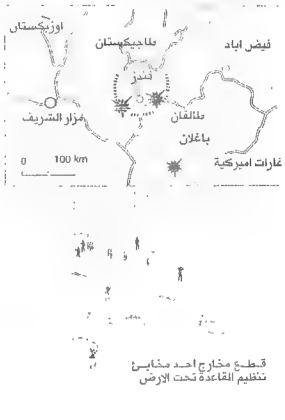 اوزبكستان
طاجيكستان
فيض اباد
قندز
مزار الشريف
طالقان
باغلان
0 100 km
غارات اميركية
قطع مخارج احد مخابئ
تنظيم القاعدة تحت الارض